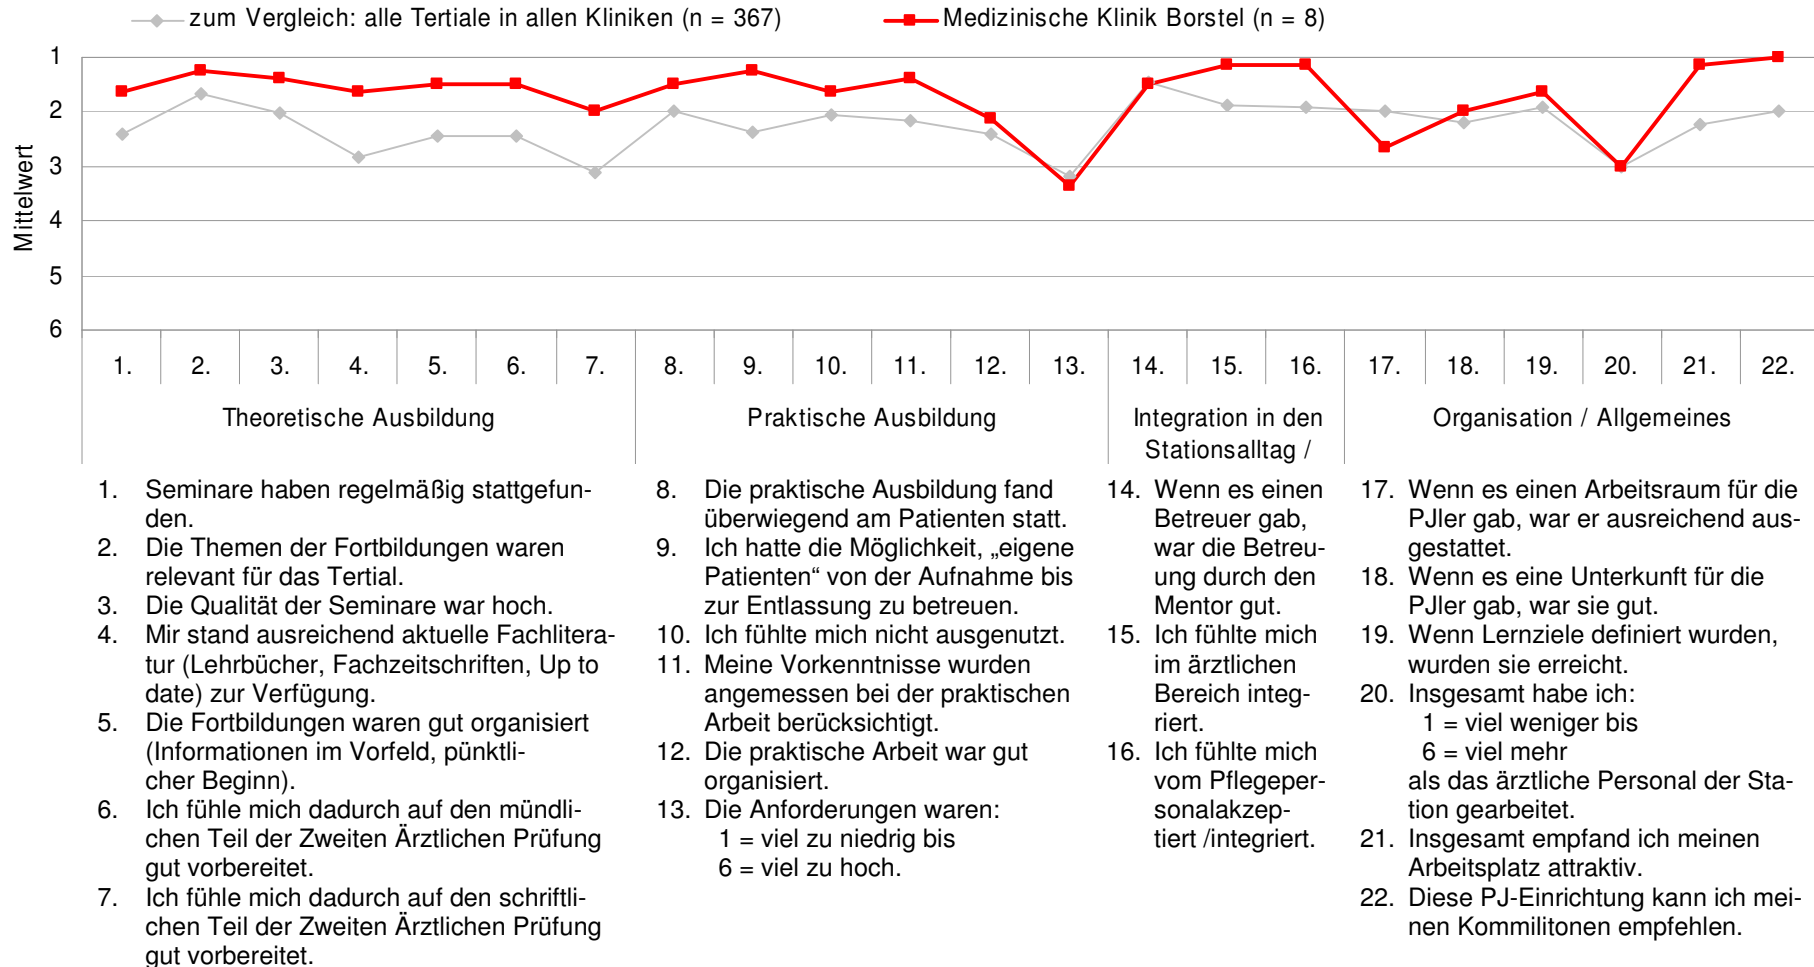 zum Vergleich: alle Tertiale in allen Kliniken (n = 367)
Medizinische Klinik Borstel (n = 8)
Mittelwert
1
2
3
4
5
6
1. 2. 3. 4. 5. 6. 7. 8. 9. 10. 11. 12. 13. 14. 15. 16. 17. 18. 19. 20. 21. 22.
Theoretische Ausbildung
Praktische Ausbildung
Integration in den
Stationsalltag /
Organisation / Allgemeines
1. Seminare haben regelmäßig stattgefun-
den.
2. Die Themen der Fortbildungen waren
relevant für das Tertial.
3. Die Qualität der Seminare war hoch.
4. Mir stand ausreichend aktuelle Fachlitera-
tur (Lehrbücher, Fachzeitschriften, Up to
date) zur Verfügung.
5. Die Fortbildungen waren gut organisiert
(Informationen im Vorfeld, pünktli-
cher Beginn).
6. Ich fühle mich dadurch auf den mündli-
chen Teil der Zweiten Ärztlichen Prüfung
gut vorbereitet.
7. Ich fühle mich dadurch auf den schriftli-
chen Teil der Zweiten Ärztlichen Prüfung
gut vorbereitet.
8. Die praktische Ausbildung fand
überwiegend am Patienten statt.
9. Ich hatte die Möglichkeit, „eigene
Patienten“ von der Aufnahme bis
zur Entlassung zu betreuen.
10. Ich fühlte mich nicht ausgenutzt.
11. Meine Vorkenntnisse wurden
angemessen bei der praktischen
Arbeit berücksichtigt.
12. Die praktische Arbeit war gut
organisiert.
13. Die Anforderungen waren:
1 = viel zu niedrig bis
6 = viel zu hoch.
14. Wenn es einen
Betreuer gab,
war die Betreu-
ung durch den
Mentor gut.
15. Ich fühlte mich
im ärztlichen
Bereich integ-
riert.
16. Ich fühlte mich
vom Pflegeper-
sonalakzep-
tiert /integriert.
17. Wenn es einen Arbeitsraum für die
PJler gab, war er ausreichend aus-
gestattet.
18. Wenn es eine Unterkunft für die
PJler gab, war sie gut.
19. Wenn Lernziele definiert wurden,
wurden sie erreicht.
20. Insgesamt habe ich:
1 = viel weniger bis
6 = viel mehr
als das ärztliche Personal der Sta-
tion gearbeitet.
21. Insgesamt empfand ich meinen
Arbeitsplatz attraktiv.
22. Diese PJ-Einrichtung kann ich mei-
nen Kommilitonen empfehlen.